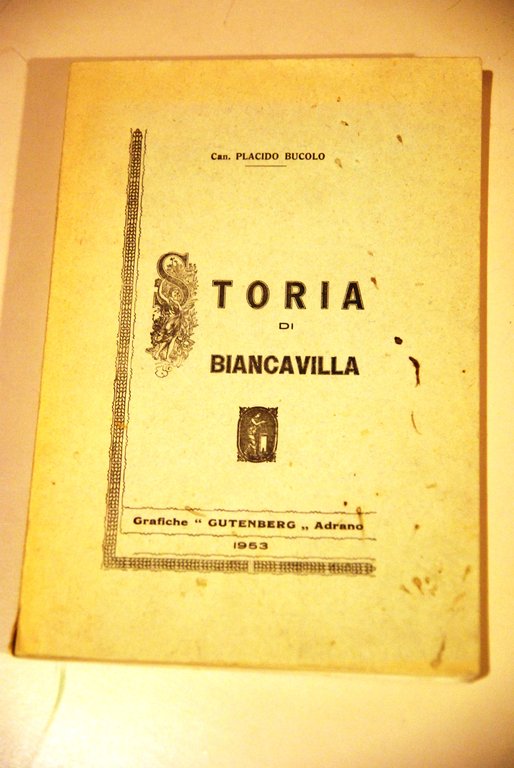 Can. PLACIDO BUCOLO
STORIA
DI
BIANCAVILLA
Grafiche “ GUTENBERG „ Adrano
1953